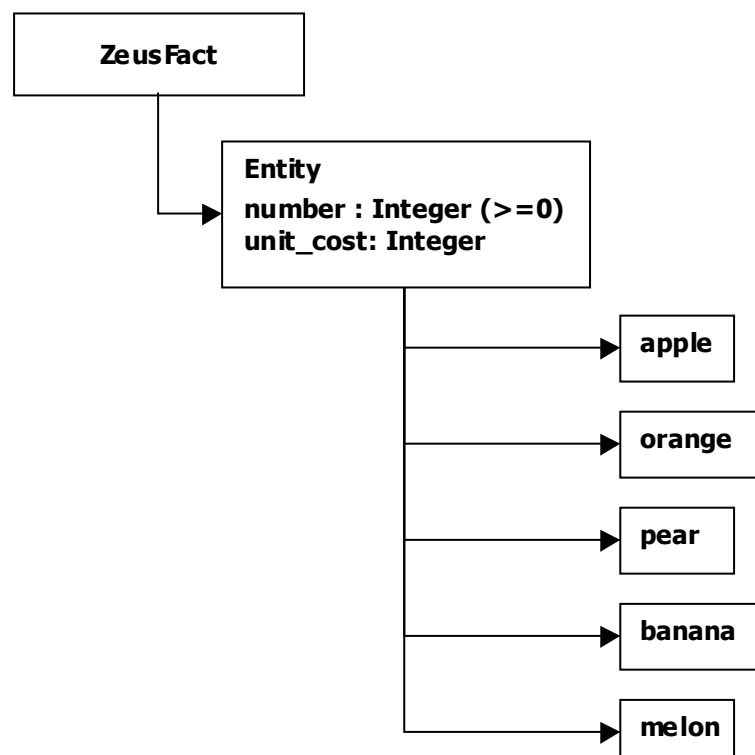 ZeusFact
Entity
number : Integer (>=0)
unit_cost: Integer
apple
orange
pear
banana
melon